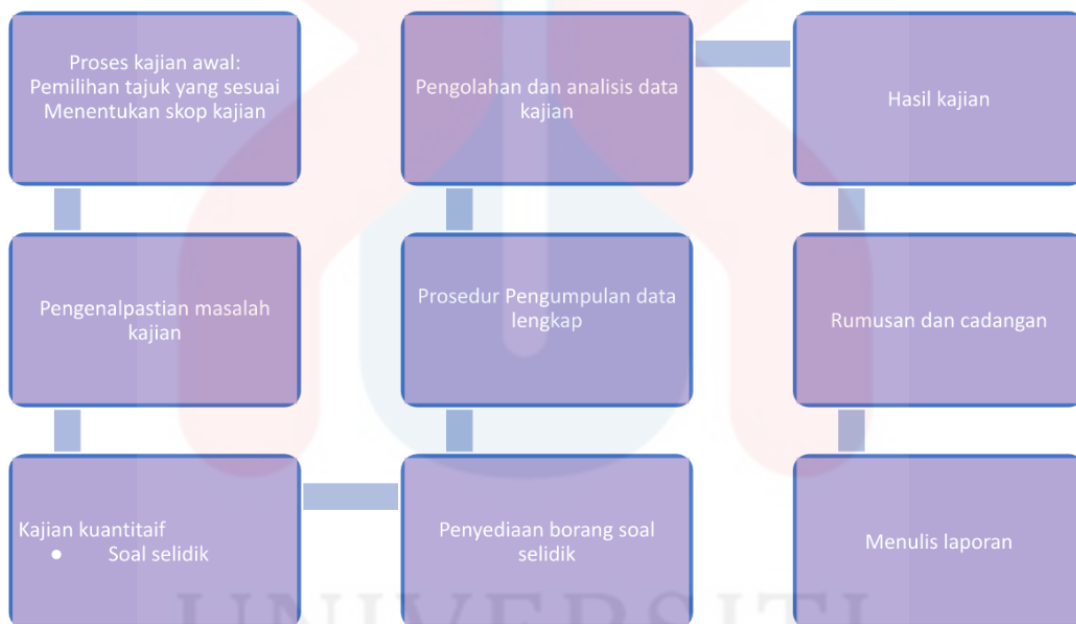 Proses kajian awal:
Pemilihan tajuk yang sesuai
Menentukan skop kajian
Pengenalpastian masalah
kajian
Kajian kuantitaif
● Soal selidik
Penyediaan borang soal
selidik
Prosedur Pengumpulan data
lengkap
Pengolahan dan analisis data
kajian
Hasil kajian
Rumusan dan cadangan
Menulis laporan
UNIVERSITI